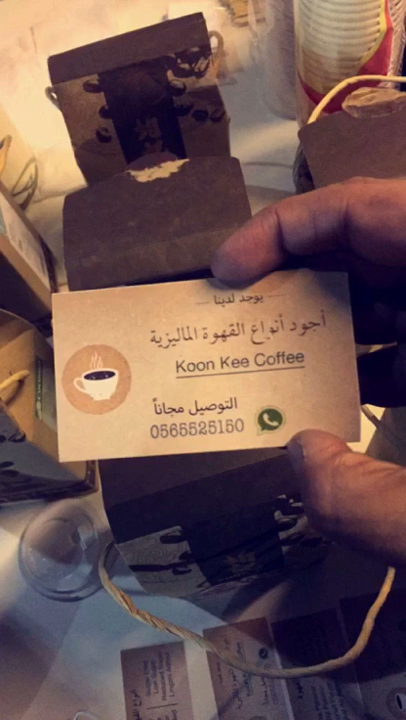 يوجد لدينا
أجود أنواع القهوة الماليزية
Koon Kee Coffee
التوصيل مجاناً
0565525150